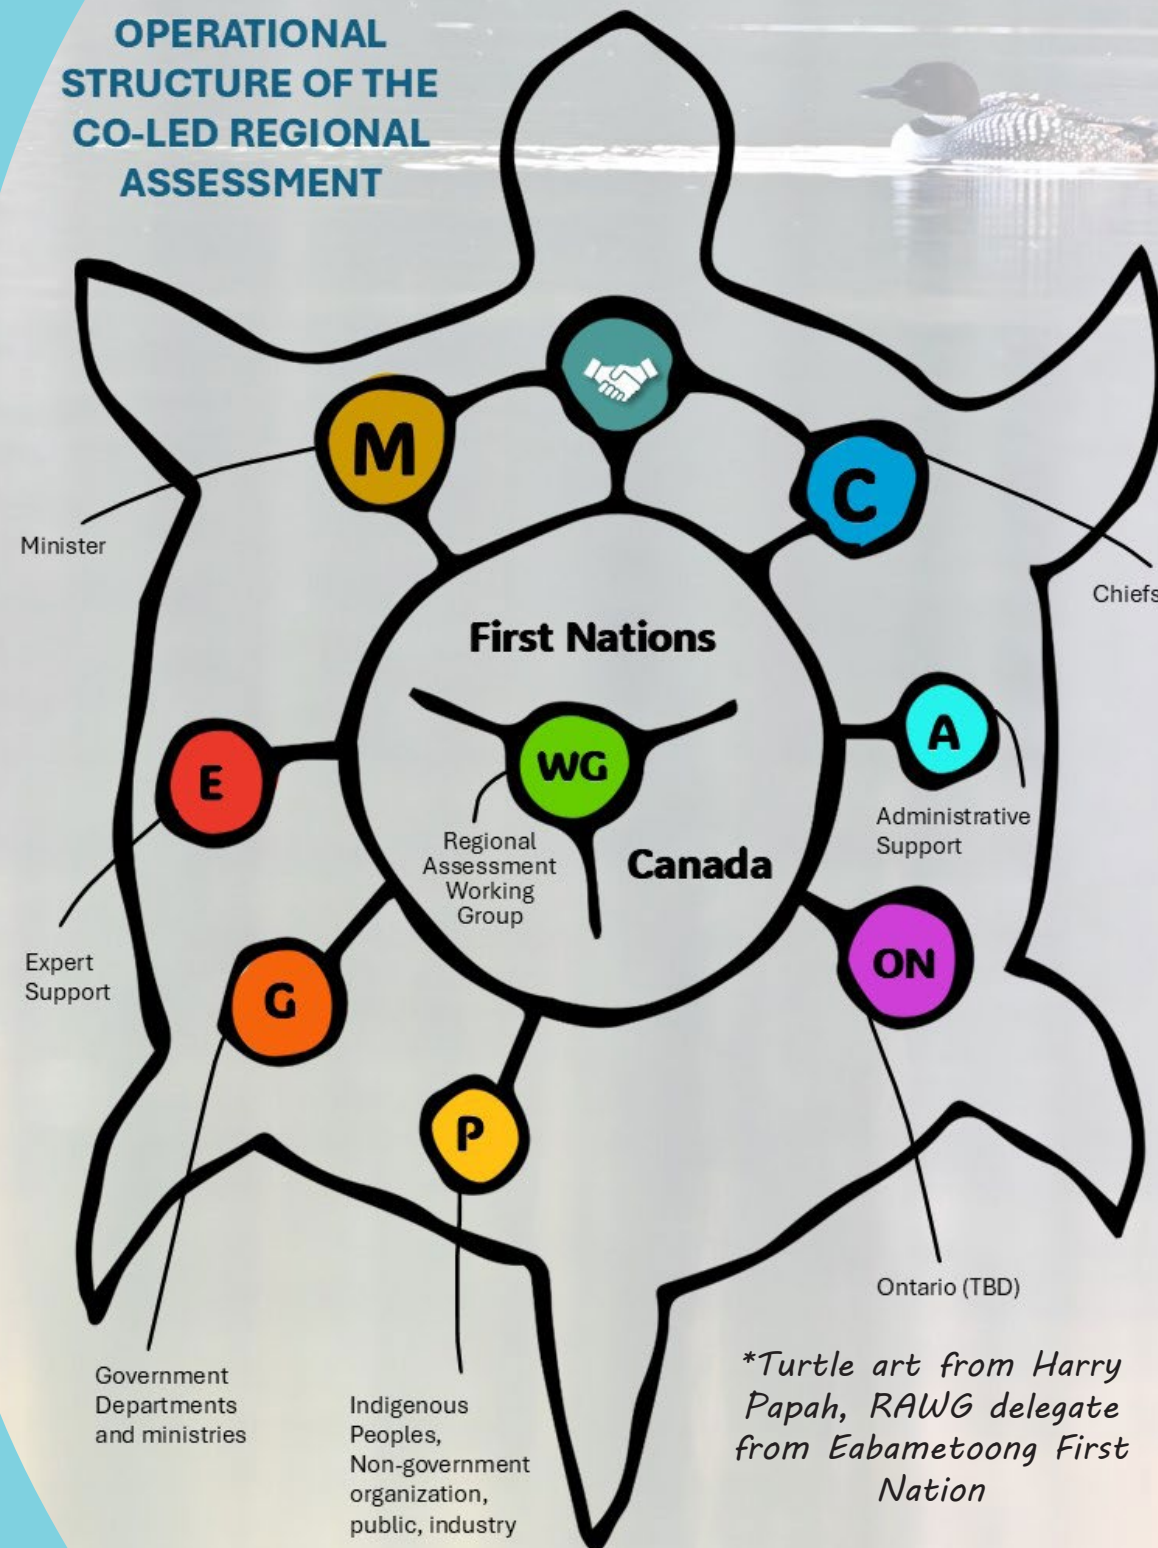 OPERATIONAL
STRUCTURE OF THE
CO-LED REGIONAL
ASSESSMENT
M
C
Minister
Chiefs
First Nations
A
WG
E
Administrative
Support
Regional
Assessment
Working
Group
Canada
ON
Expert
Support
G
P
Ontario (TBD)
Government
Departments
and ministries
Indigenous
Peoples,
Non-government
organization,
public, industry
*Turtle art from Harry
Papah, RAWG delegate
from Eabametoong First
Nation